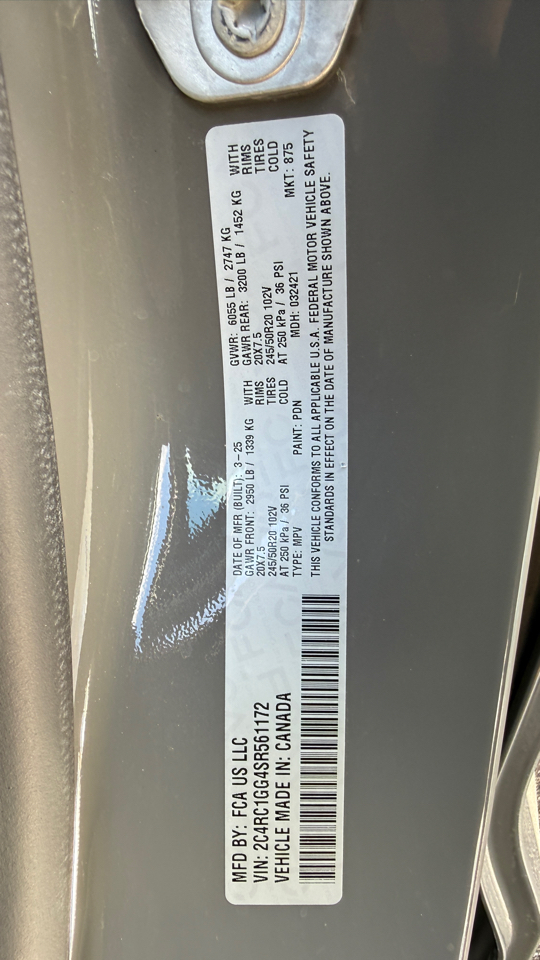 MFD BY: FCA US LLC
VIN: 2C4RC1GG4SR561172
VEHICLE MADE IN: CANADA
DATE OF MFR (BUILT): 3-25 GVWR: 6055 LB / 2747 KG
GAWR FRONT: 2950 LB / 1339 KG WITH GAWR REAR: 3200 LB / 1452 KG WITH
20X7.5 RIMS 20X7.5 RIMS
245/50R20 102V TIRES 245/50R20 102V TIRES
AT 250 kPa / 36 PSI COLD AT 250 kPa / 36 PSI COLD
TYPE: MPV PAINT: PDN MDH: 032421 MKT: 875
THIS VEHICLE CONFORMS TO ALL APPLICABLE U.S.A. FEDERAL MOTOR VEHICLE SAFETY
STANDARDS IN EFFECT ON THE DATE OF MANUFACTURE SHOWN ABOVE.